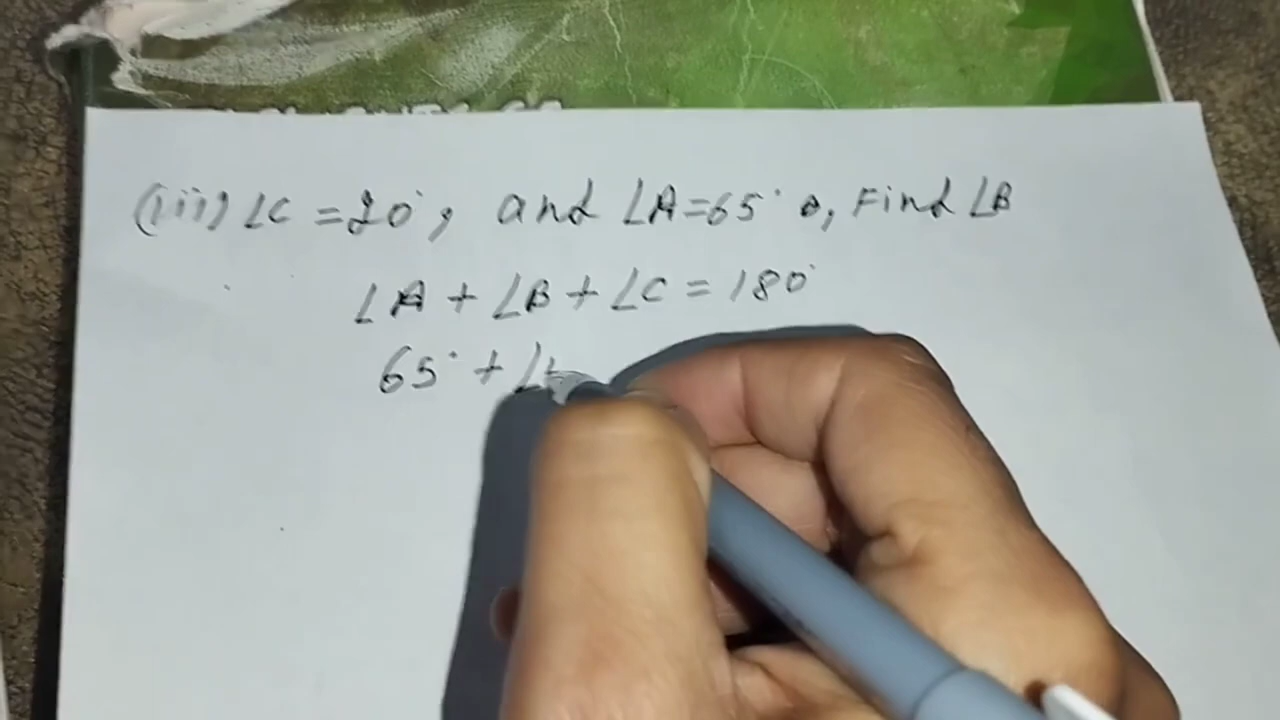 (iii) ∠C = 20°, and ∠A=65° , Find ∠B
∠A + ∠B + ∠C = 180°
65° + ∠